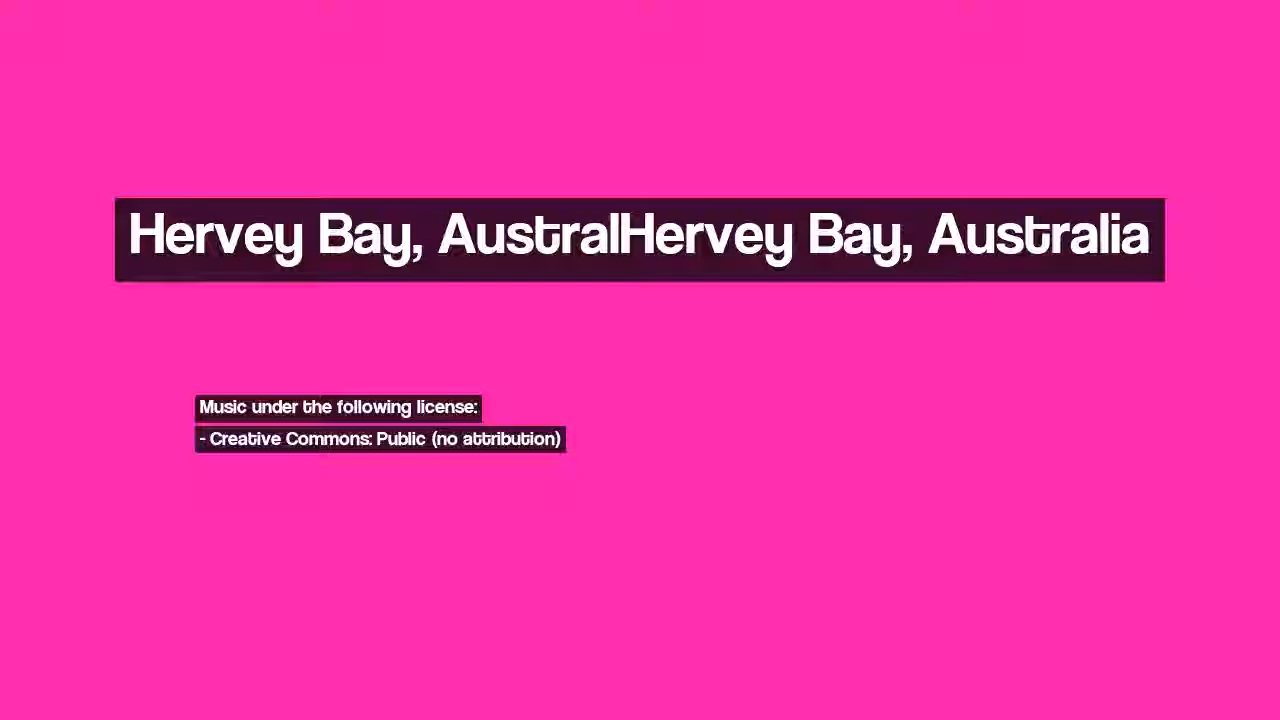 Hervey Bay, AustralHervey Bay, Australia
Music under the following license:
- Creative Commons: Public (no attribution)